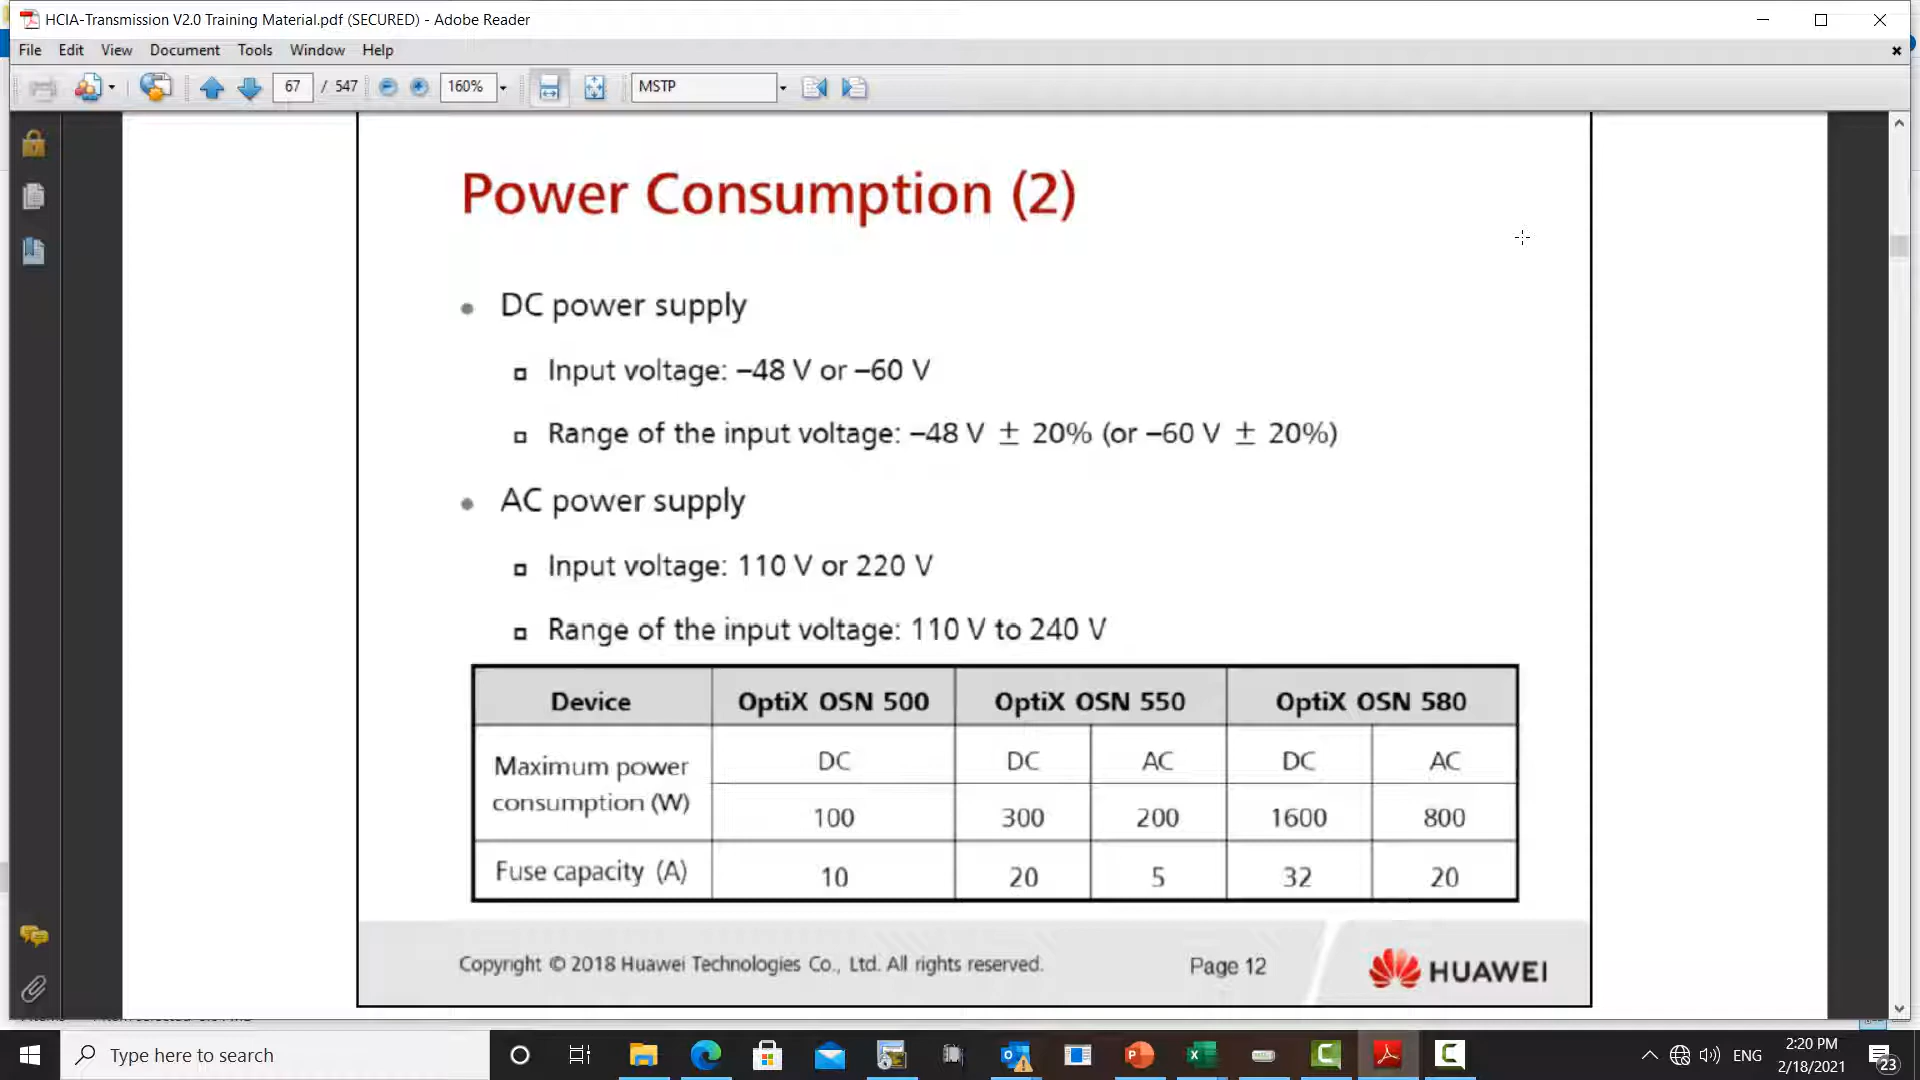 HCIA-Transmission V2.0 Training Material.pdf (SECURED) - Adobe Reader
File Edit View Document Tools Window Help
67 / 547 160% MSTP
Power Consumption (2)
DC power supply
Input voltage: –48 V or –60 V
Range of the input voltage: –48 V ± 20% (or –60 V ± 20%)
AC power supply
Input voltage: 110 V or 220 V
Range of the input voltage: 110 V to 240 V
Device OptiX OSN 500 OptiX OSN 550 OptiX OSN 580
Maximum power consumption (W) DC DC AC DC AC
100 300 200 1600 800
Fuse capacity (A) 10 20 5 32 20
Copyright © 2018 Huawei Technologies Co., Ltd. All rights reserved. Page 12 HUAWEI
Type here to search
ENG
2:20 PM
2/18/2021
23